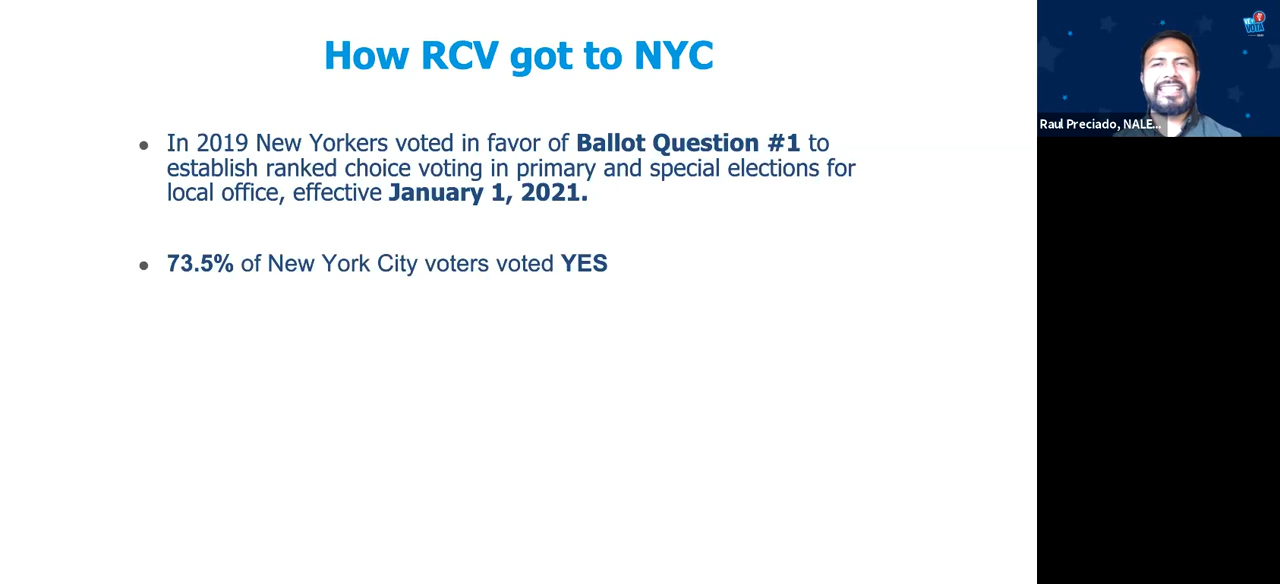 How RCV got to NYC
• In 2019 New Yorkers voted in favor of Ballot Question #1 to
establish ranked choice voting in primary and special elections for
local office, effective January 1, 2021.
• 73.5% of New York City voters voted YES
Raul Preciado, NALE...
VOTA